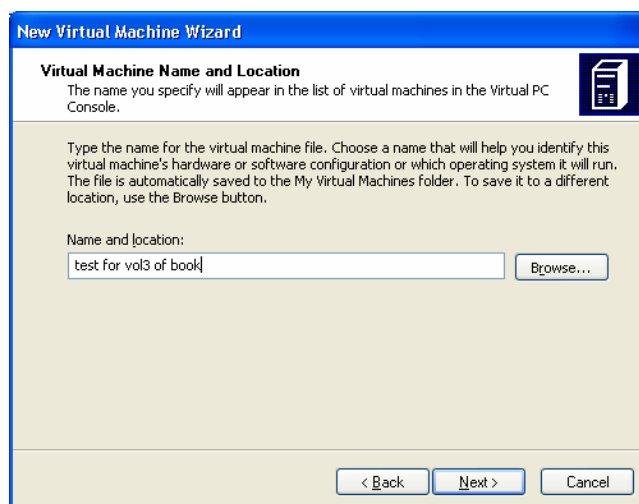 New Virtual Machine Wizard
Virtual Machine Name and Location
The name you specify will appear in the list of virtual machines in the Virtual PC
Console.
Type the name for the virtual machine file. Choose a name that will help you identify this
virtual machine's hardware or software configuration or which operating system it will run.
The file is automatically saved to the My Virtual Machines folder. To save it to a different
location, use the Browse button.
Name and location:
test for vol3 of book
Browse...
< Back
Next >
Cancel